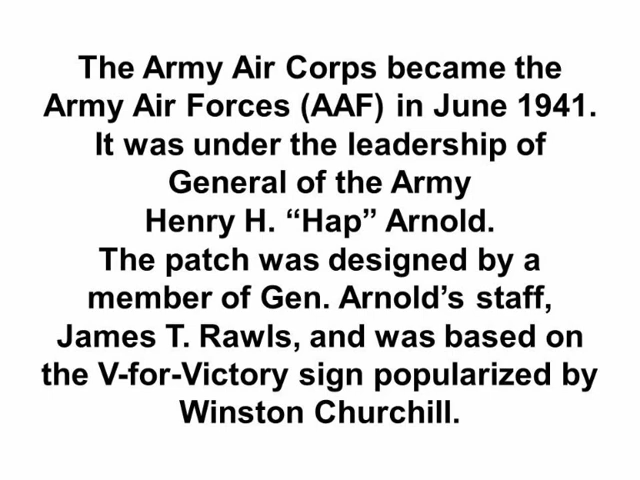 The Army Air Corps became the
Army Air Forces (AAF) in June 1941.
It was under the leadership of
General of the Army
Henry H. “Hap” Arnold.
The patch was designed by a
member of Gen. Arnold’s staff,
James T. Rawls, and was based on
the V-for-Victory sign popularized by
Winston Churchill.